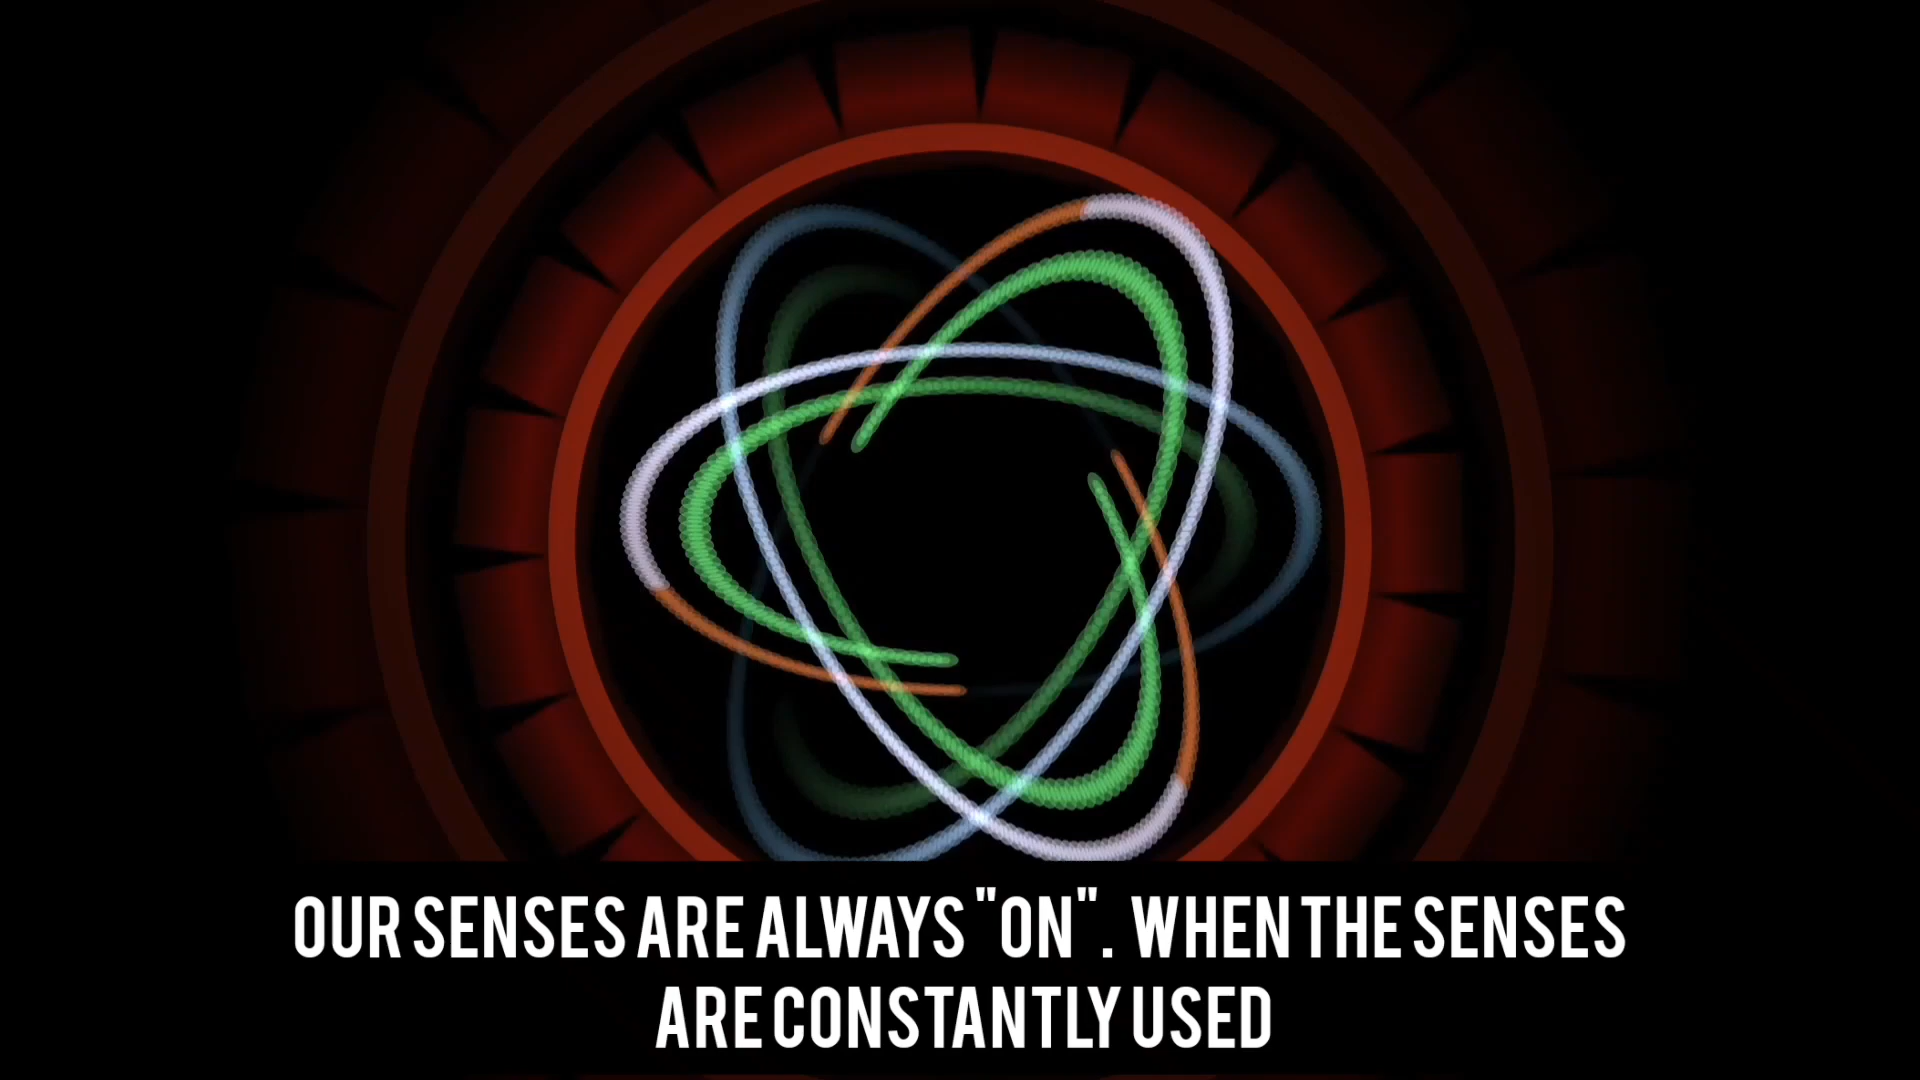 OUR SENSES ARE ALWAYS "ON". WHEN THE SENSES
ARE CONSTANTLY USED